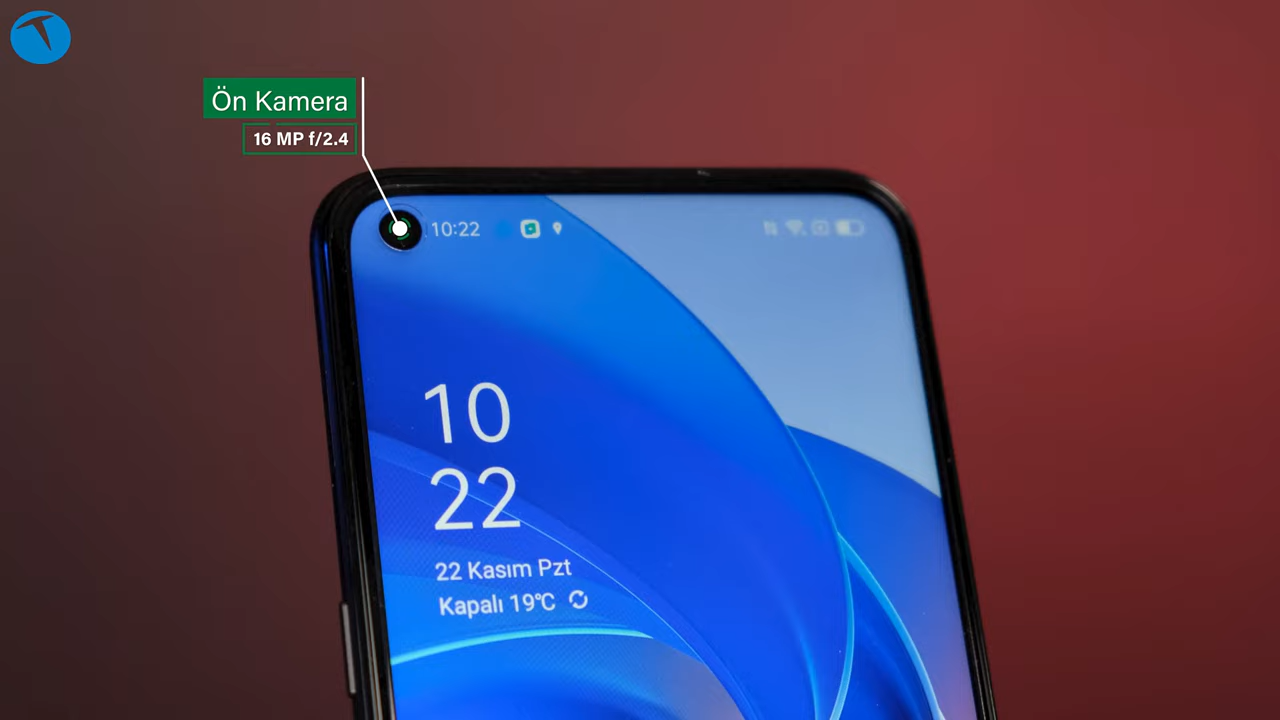 Ön Kamera
16 MP f/2.4
10:22
10
22
22 Kasım Pzt
Kapalı 19°C